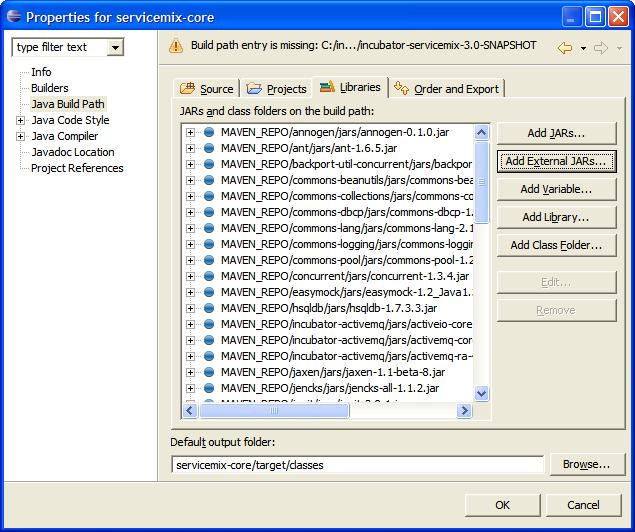 Properties for servicemix-core
type filter text
Build path entry is missing: C:/in.../incubator-servicemix-3.0-SNAPSHOT
Info
Builders
Java Build Path
Java Code Style
Java Compiler
Javadoc Location
Project References
Source
Projects
Libraries
Order and Export
JARs and class folders on the build path:
MAVEN_REPO/annogen/jars/annogen-0.1.0.jar
MAVEN_REPO/ant/jars/ant-1.6.5.jar
MAVEN_REPO/backport-util-concurrent/jars/backpor
MAVEN_REPO/commons-beanutils/jars/commons-bea
MAVEN_REPO/commons-collections/jars/commons-co
MAVEN_REPO/commons-dbcp/jars/commons-dbcp-1.
MAVEN_REPO/commons-lang/jars/commons-lang-2.1
MAVEN_REPO/commons-logging/jars/commons-loggin
MAVEN_REPO/commons-pool/jars/commons-pool-1.2
MAVEN_REPO/concurrent/jars/concurrent-1.3.4.jar
MAVEN_REPO/easymock/jars/easymock-1.2_Java1.
MAVEN_REPO/hsqldb/jars/hsqldb-1.7.3.3.jar
MAVEN_REPO/incubator-activemq/jars/activeio-core
MAVEN_REPO/incubator-activemq/jars/activemq-cor
MAVEN_REPO/incubator-activemq/jars/activemq-ra-
MAVEN_REPO/jaxen/jars/jaxen-1.1-beta-8.jar
MAVEN_REPO/jencks/jars/jencks-all-1.1.2.jar
Add JARs...
Add External JARs...
Add Variable...
Add Library...
Add Class Folder...
Edit...
Remove
Default output folder:
servicemix-core/target/classes
Browse...
OK
Cancel